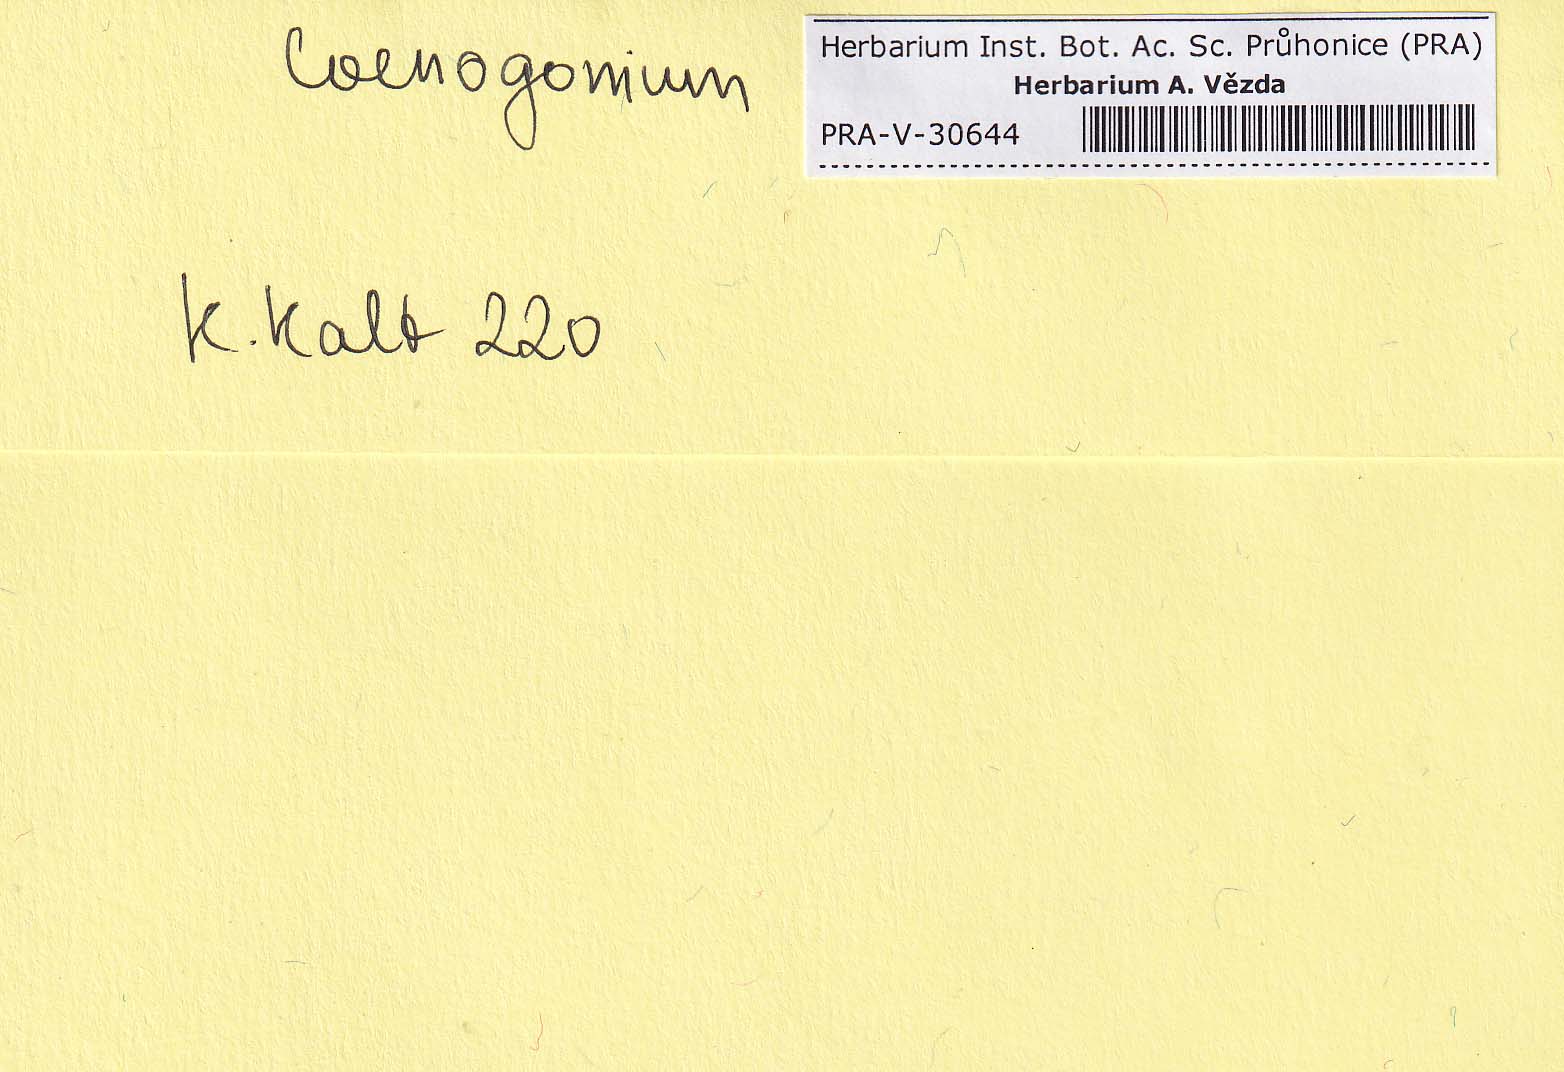 Coenogonium
Herbarium Inst. Bot. Ac. Sc. Průhonice (PRA)
Herbarium A. Vězda
PRA-V-30644
K. Kalb 220